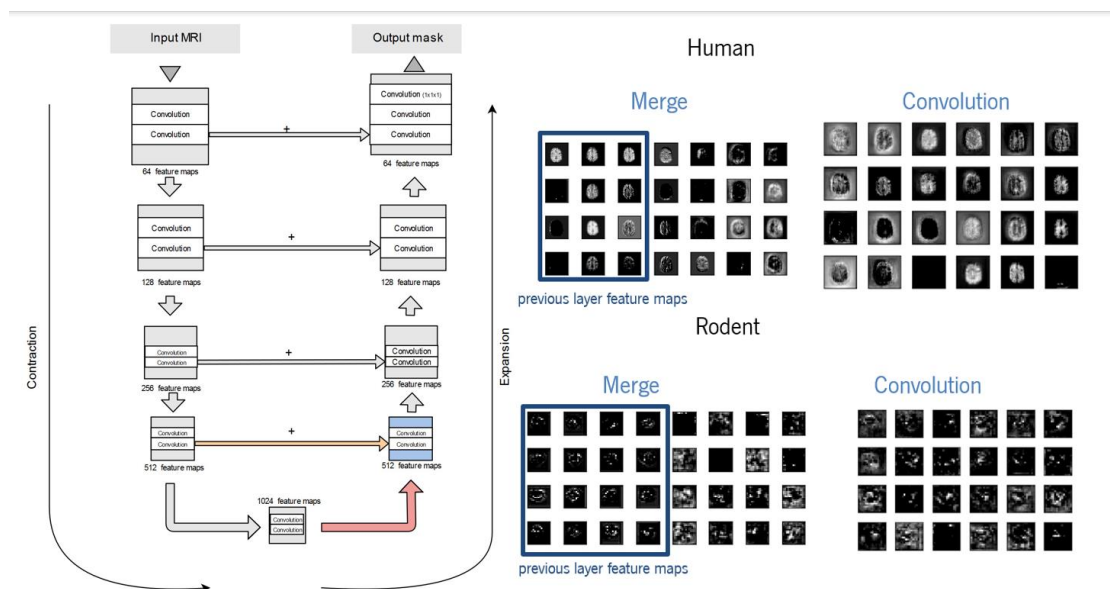 Input MRI
Output mask
Convolution
Convolution
64 feature maps
+
Convolution (1x1x1)
Convolution
Convolution
64 feature maps
Convolution
Convolution
128 feature maps
+
Convolution
Convolution
128 feature maps
Convolution
Convolution
256 feature maps
+
Convolution
Convolution
256 feature maps
Convolution
Convolution
512 feature maps
+
Convolution
Convolution
512 feature maps
1024 feature maps
Convolution
Convolution
Contraction
Expansion
Human
Merge
Convolution
previous layer feature maps
Rodent
Merge
Convolution
previous layer feature maps